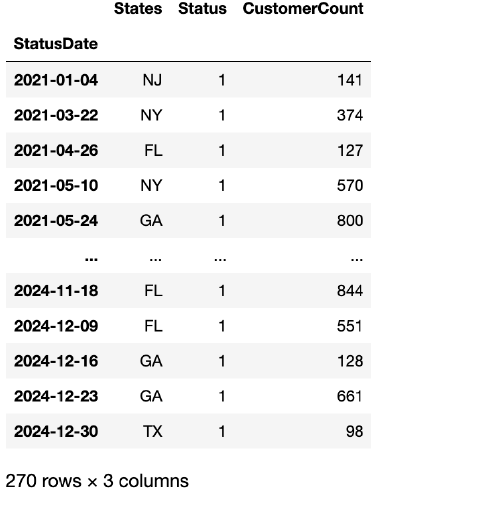 States Status CustomerCount
StatusDate
2021-01-04 NJ 1 141
2021-03-22 NY 1 374
2021-04-26 FL 1 127
2021-05-10 NY 1 570
2021-05-24 GA 1 800
... ... ... ...
2024-11-18 FL 1 844
2024-12-09 FL 1 551
2024-12-16 GA 1 128
2024-12-23 GA 1 661
2024-12-30 TX 1 98
270 rows × 3 columns